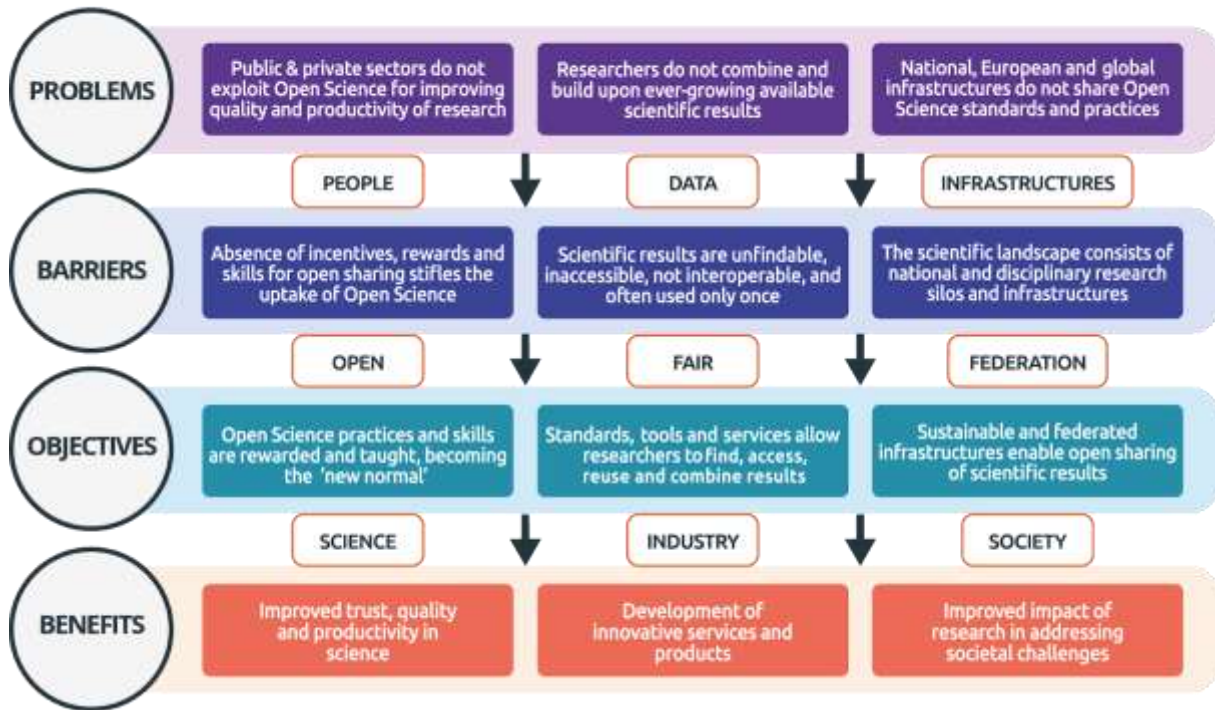 PROBLEMS
Public & private sectors do not
exploit Open Science for improving
quality and productivity of research
Researchers do not combine and
build upon ever-growing available
scientific results
National, European and global
infrastructures do not share Open
Science standards and practices
PEOPLE
DATA
INFRASTRUCTURES
BARRIERS
Absence of incentives, rewards and
skills for open sharing stifles the
uptake of Open Science
Scientific results are unfindable,
inaccessible, not interoperable, and
often used only once
The scientific landscape consists of
national and disciplinary research
silos and infrastructures
OPEN
FAIR
FEDERATION
OBJECTIVES
Open Science practices and skills
are rewarded and taught, becoming
the 'new normal'
Standards, tools and services allow
researchers to find, access,
reuse and combine results
Sustainable and federated
infrastructures enable open sharing
of scientific results
SCIENCE
INDUSTRY
SOCIETY
BENEFITS
Improved trust, quality
and productivity in
science
Development of
innovative services and
products
Improved impact of
research in addressing
societal challenges